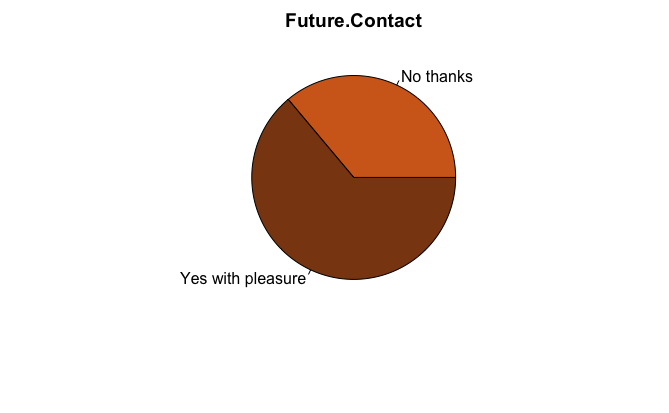 Future.Contact
No thanks
Yes with pleasure